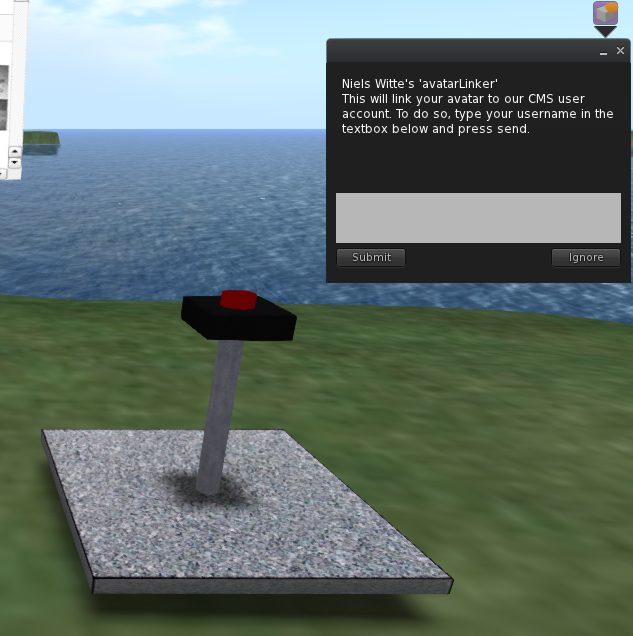 Niels Witte's 'avatarLinker'
This will link your avatar to our CMS user
account. To do so, type your username in the
textbox below and press send.
Submit
Ignore